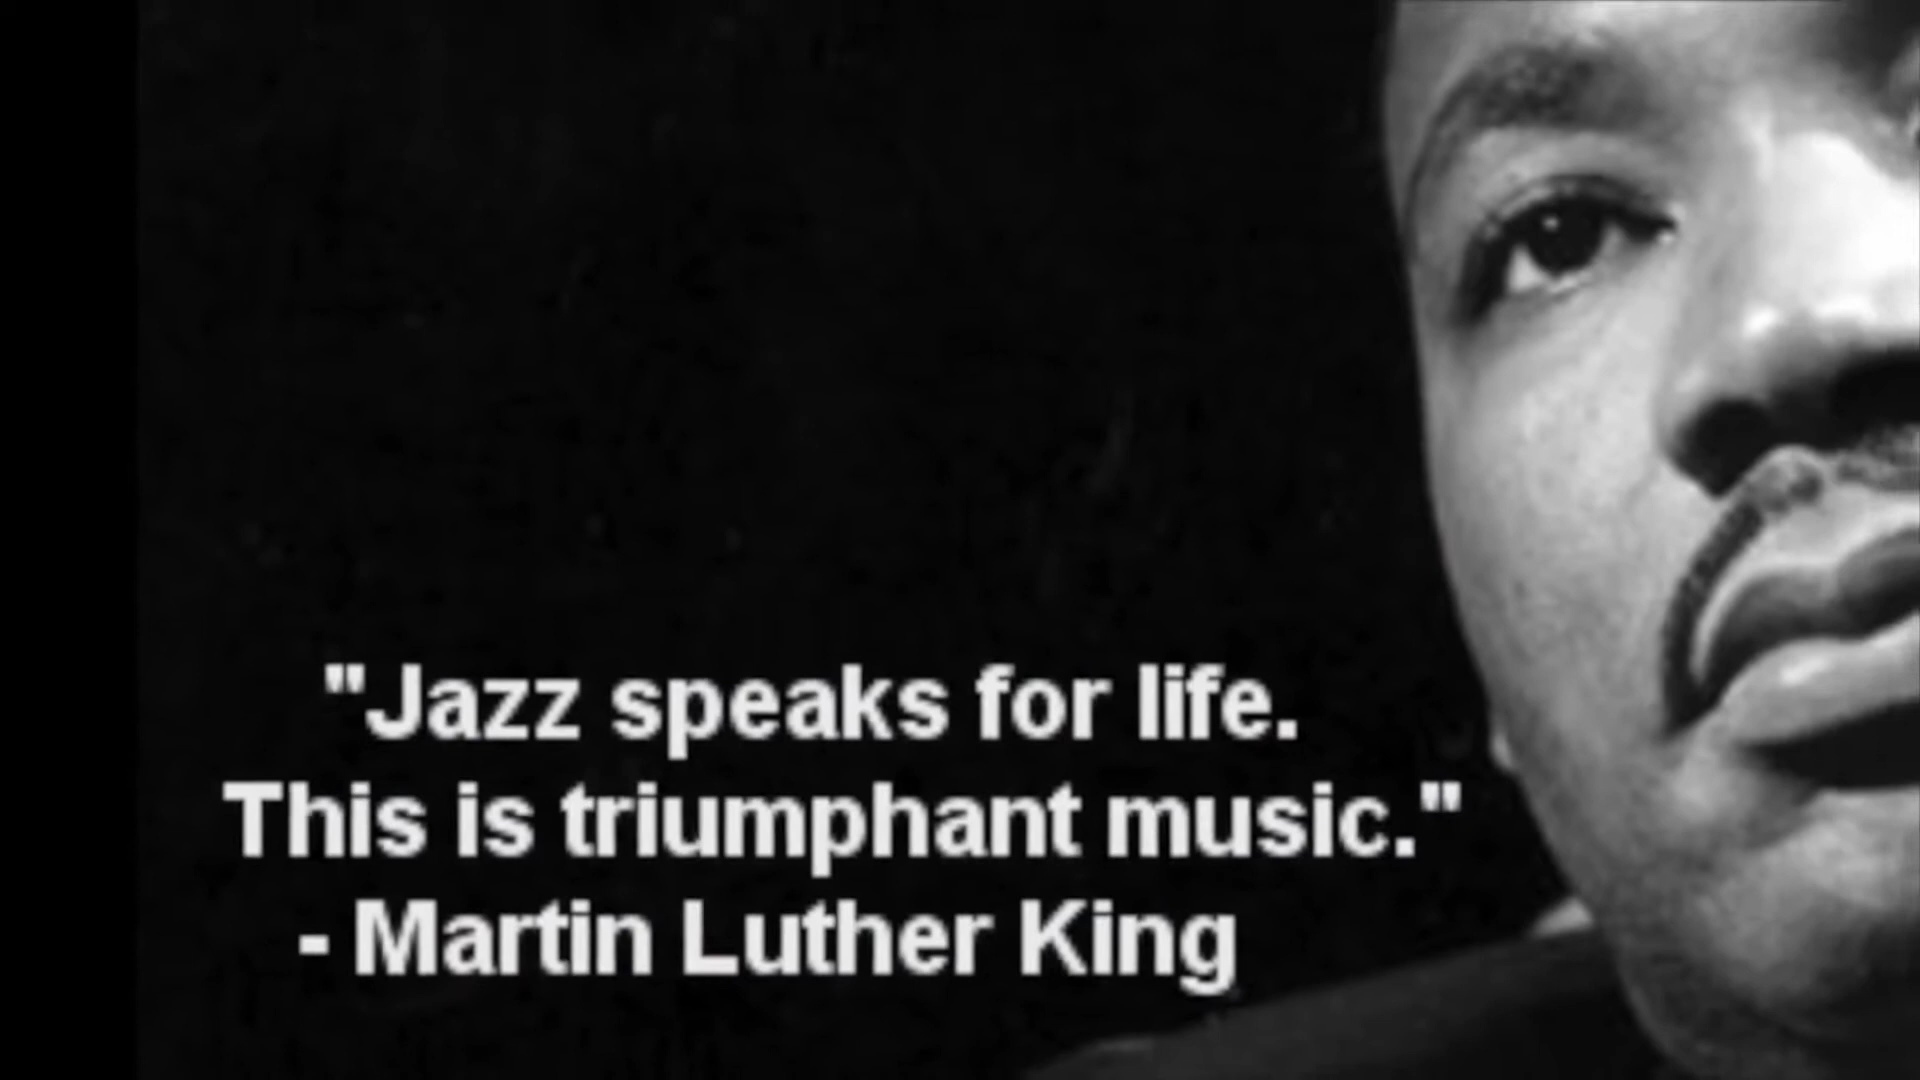 "Jazz speaks for life.
This is triumphant music."
- Martin Luther King